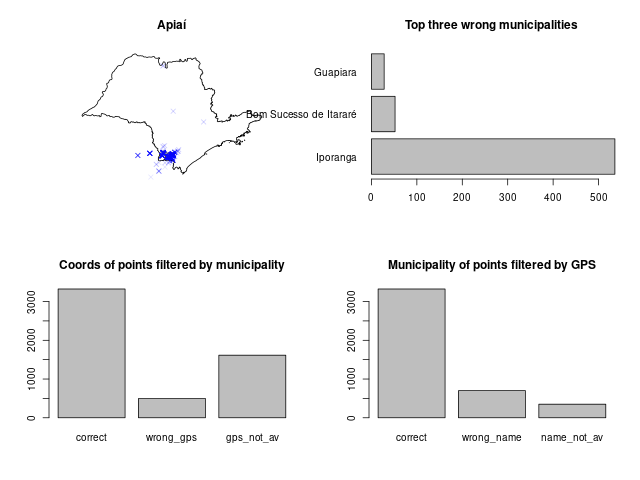 Apiaí
Top three wrong municipalities
Guapiara
Bom Sucesso de Itararé
Iporanga
0 100 200 300 400 500
Coords of points filtered by municipality
0 1000 3000
correct wrong_gps gps_not_av
Municipality of points filtered by GPS
0 1000 3000
correct wrong_name name_not_av